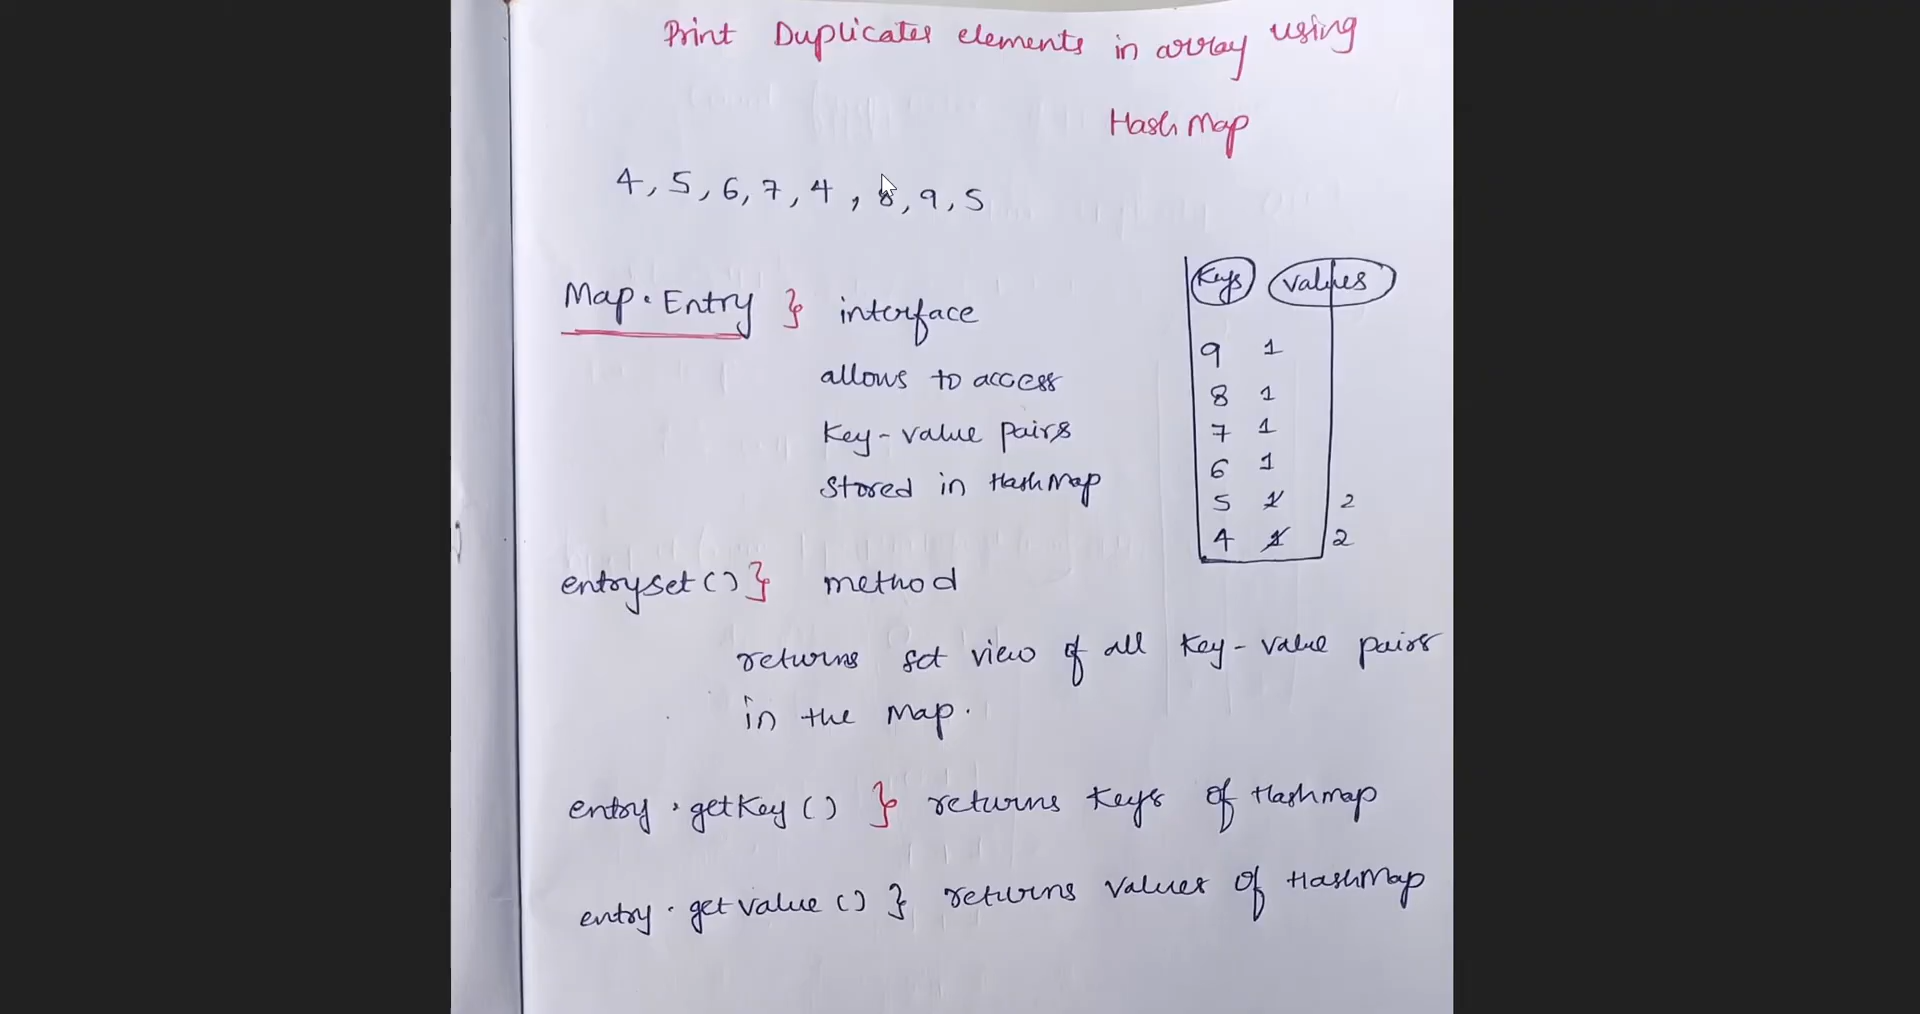 Print Duplicates elements in array using
HashMap
4, 5, 6, 7, 4, 8, 9, 5
Map.Entry } interface
allows to access
Key-value pairs
stored in HashMap
Keys values
9 1
8 1
7 1
6 1
5 1 2
4 1 2
entryset() } method
returns set view of all key-value pairs
in the Map.
entry.getKey() } returns keys of Hashmap
entry.getvalue() } returns values of HashMap